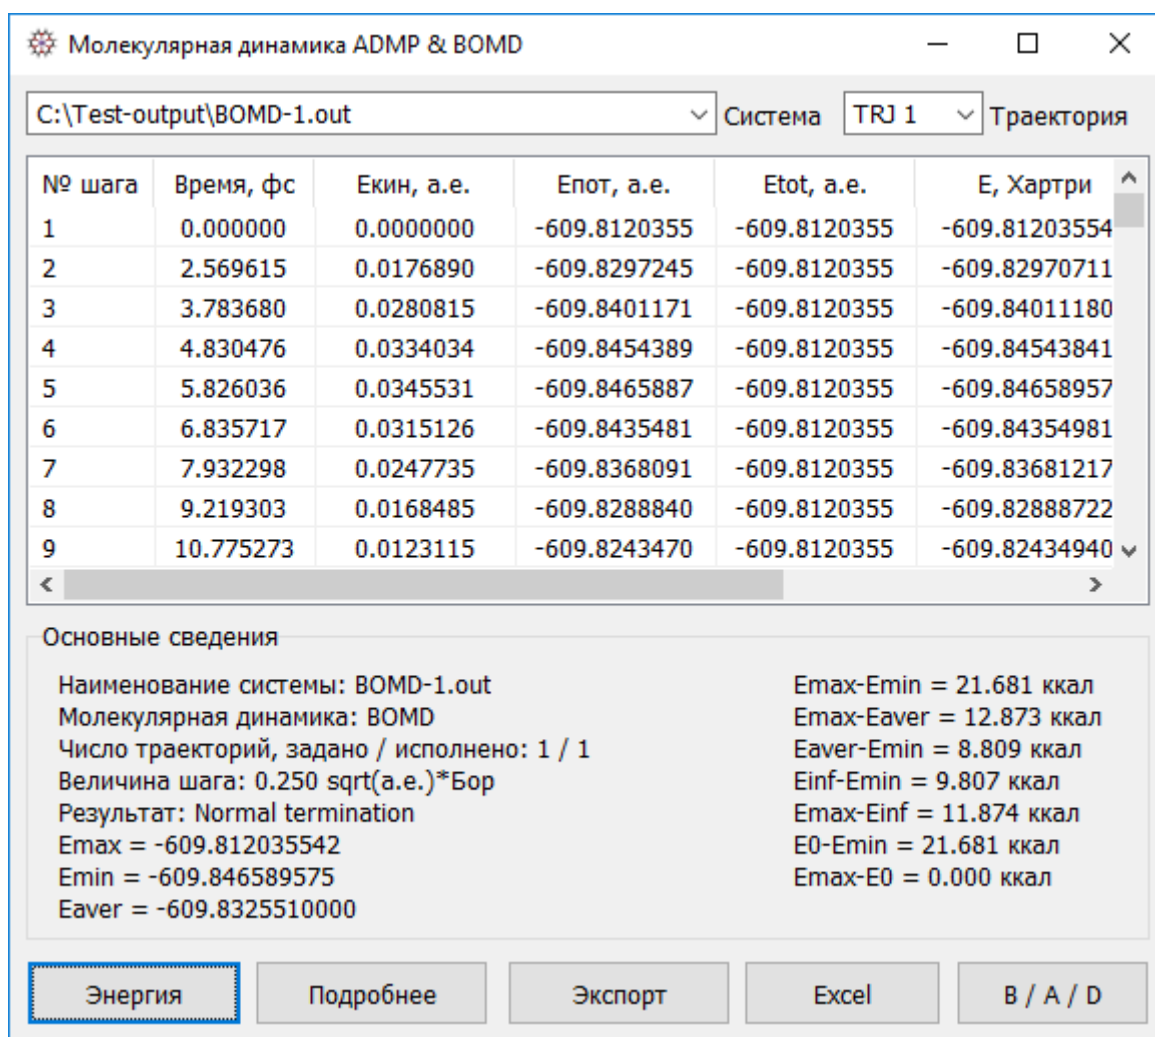 Молекулярная динамика ADMP & BOMD
C:\Test-output\BOMD-1.out Система TRJ 1 Траектория
№ шага Время, фс Екин, а.е. Епот, а.е. Etot, а.е. Е, Хартри
1 0.000000 0.0000000 -609.8120355 -609.8120355 -609.81203554
2 2.569615 0.0176890 -609.8297245 -609.8120355 -609.82970711
3 3.783680 0.0280815 -609.8401171 -609.8120355 -609.84011180
4 4.830476 0.0334034 -609.8454389 -609.8120355 -609.84543841
5 5.826036 0.0345531 -609.8465887 -609.8120355 -609.84658957
6 6.835717 0.0315126 -609.8435481 -609.8120355 -609.84354981
7 7.932298 0.0247735 -609.8368091 -609.8120355 -609.83681217
8 9.219303 0.0168485 -609.8288840 -609.8120355 -609.82888722
9 10.775273 0.0123115 -609.8243470 -609.8120355 -609.82434940
Основные сведения
Наименование системы: BOMD-1.out
Молекулярная динамика: BOMD
Число траекторий, задано / исполнено: 1 / 1
Величина шага: 0.250 sqrt(а.е.)*Бор
Результат: Normal termination
Emax = -609.812035542
Emin = -609.846589575
Eaver = -609.8325510000
Emax-Emin = 21.681 ккал
Emax-Eaver = 12.873 ккал
Eaver-Emin = 8.809 ккал
Einf-Emin = 9.807 ккал
Emax-Einf = 11.874 ккал
E0-Emin = 21.681 ккал
Emax-E0 = 0.000 ккал
Энергия Подробнее Экспорт Excel B / A / D